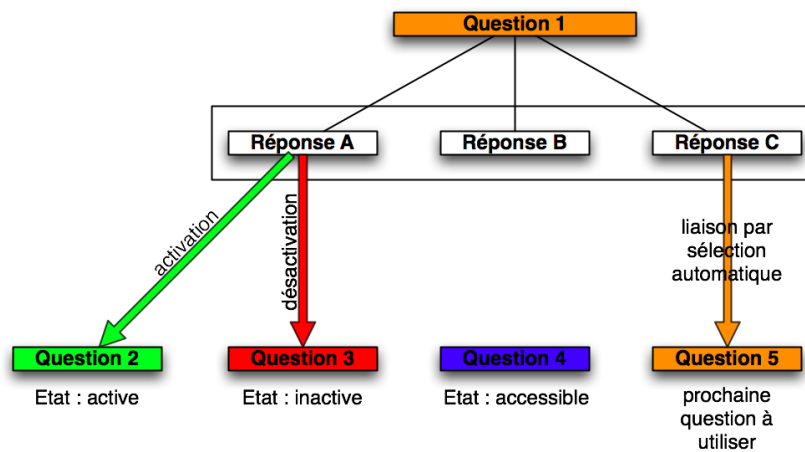 Question 1
Réponse A
Réponse B
Réponse C
activation
désactivation
liaison par
sélection
automatique
Question 2
Question 3
Question 4
Question 5
Etat : active
Etat : inactive
Etat : accessible
prochaine
question à
utiliser